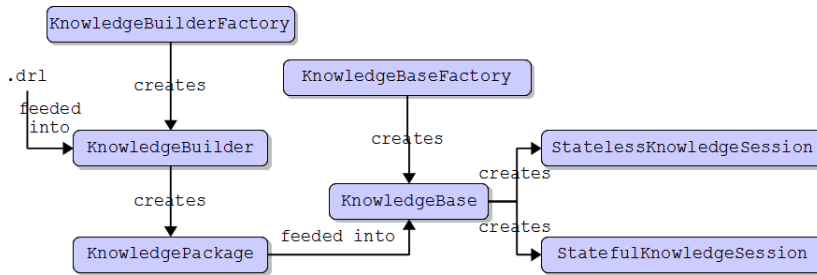 KnowledgeBuilderFactory
creates
.drl
feeded
into
KnowledgeBuilder
creates
KnowledgePackage
feeded into
KnowledgeBaseFactory
creates
KnowledgeBase
creates
StatelessKnowledgeSession
creates
StatefulKnowledgeSession